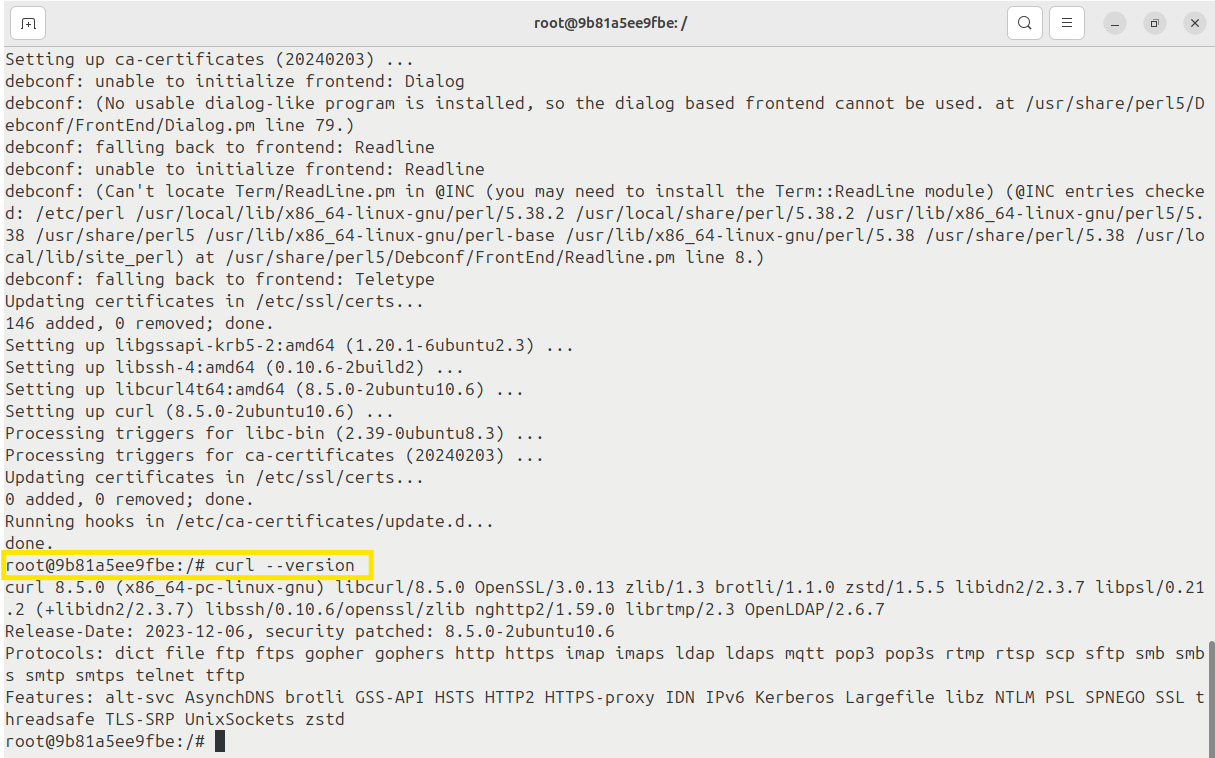 root@9b81a5ee9fbe: /
Setting up ca-certificates (20240203) ...
debconf: unable to initialize frontend: Dialog
debconf: (No usable dialog-like program is installed, so the dialog based frontend cannot be used. at /usr/share/perl5/D
ebconf/FrontEnd/Dialog.pm line 79.)
debconf: falling back to frontend: Readline
debconf: unable to initialize frontend: Readline
debconf: (Can't locate Term/ReadLine.pm in @INC (you may need to install the Term::ReadLine module) (@INC entries checke
d: /etc/perl /usr/local/lib/x86_64-linux-gnu/perl/5.38.2 /usr/local/share/perl/5.38.2 /usr/lib/x86_64-linux-gnu/perl5/5.
38 /usr/share/perl5 /usr/lib/x86_64-linux-gnu/perl-base /usr/lib/x86_64-linux-gnu/perl/5.38 /usr/share/perl/5.38 /usr/lo
cal/lib/site_perl) at /usr/share/perl5/Debconf/FrontEnd/Readline.pm line 8.)
debconf: falling back to frontend: Teletype
Updating certificates in /etc/ssl/certs...
146 added, 0 removed; done.
Setting up libgssapi-krb5-2:amd64 (1.20.1-6ubuntu2.3) ...
Setting up libssh-4:amd64 (0.10.6-2build2) ...
Setting up libcurl4t64:amd64 (8.5.0-2ubuntu10.6) ...
Setting up curl (8.5.0-2ubuntu10.6) ...
Processing triggers for libc-bin (2.39-0ubuntu8.3) ...
Processing triggers for ca-certificates (20240203) ...
Updating certificates in /etc/ssl/certs...
0 added, 0 removed; done.
Running hooks in /etc/ca-certificates/update.d...
done.
root@9b81a5ee9fbe:/# curl --version
curl 8.5.0 (x86_64-pc-linux-gnu) libcurl/8.5.0 OpenSSL/3.0.13 zlib/1.3 brotli/1.1.0 zstd/1.5.5 libidn2/2.3.7 libpsl/0.21
.2 (+libidn2/2.3.7) libssh/0.10.6/openssl/zlib nghttp2/1.59.0 librtmp/2.3 OpenLDAP/2.6.7
Release-Date: 2023-12-06, security patched: 8.5.0-2ubuntu10.6
Protocols: dict file ftp ftps gopher gophers http https imap imaps ldap ldaps mqtt pop3 pop3s rtmp rtsp scp sftp smb smb
s smtp smtps telnet tftp
Features: alt-svc AsynchDNS brotli GSS-API HSTS HTTP2 HTTPS-proxy IDN IPv6 Kerberos Largefile libz NTLM PSL SPNEGO SSL t
hreadsafe TLS-SRP UnixSockets zstd
root@9b81a5ee9fbe:/#